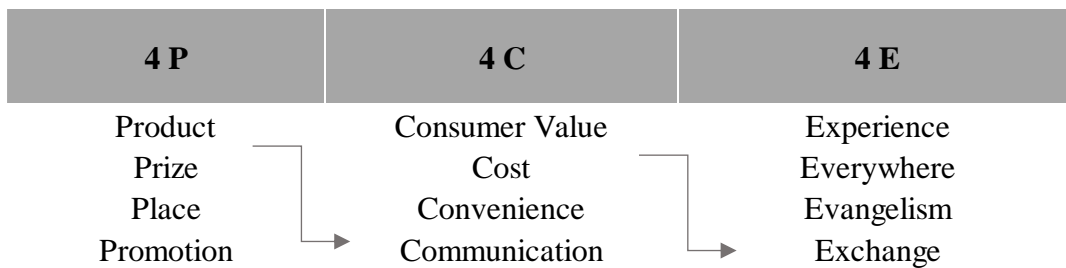 4 P 4 C 4 E
Product Consumer Value Experience
Prize Cost Everywhere
Place Convenience Evangelism
Promotion Communication Exchange